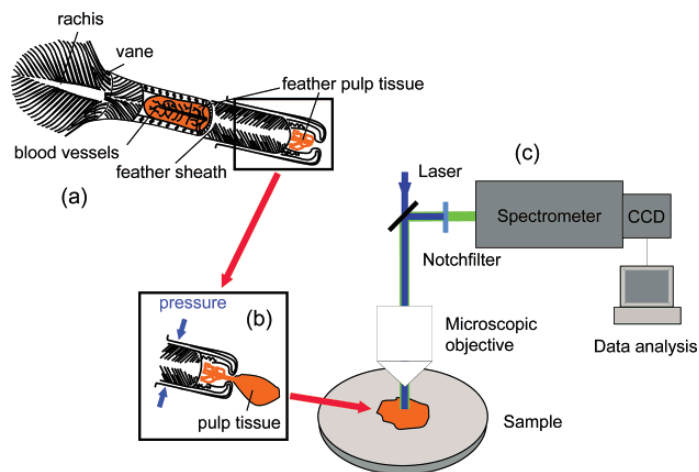 rachis
vane
feather pulp tissue
blood vessels
feather sheath
(a)
(c)
Laser
Spectrometer
CCD
Notchfilter
pressure
(b)
pulp tissue
Microscopic
objective
Data analysis
Sample